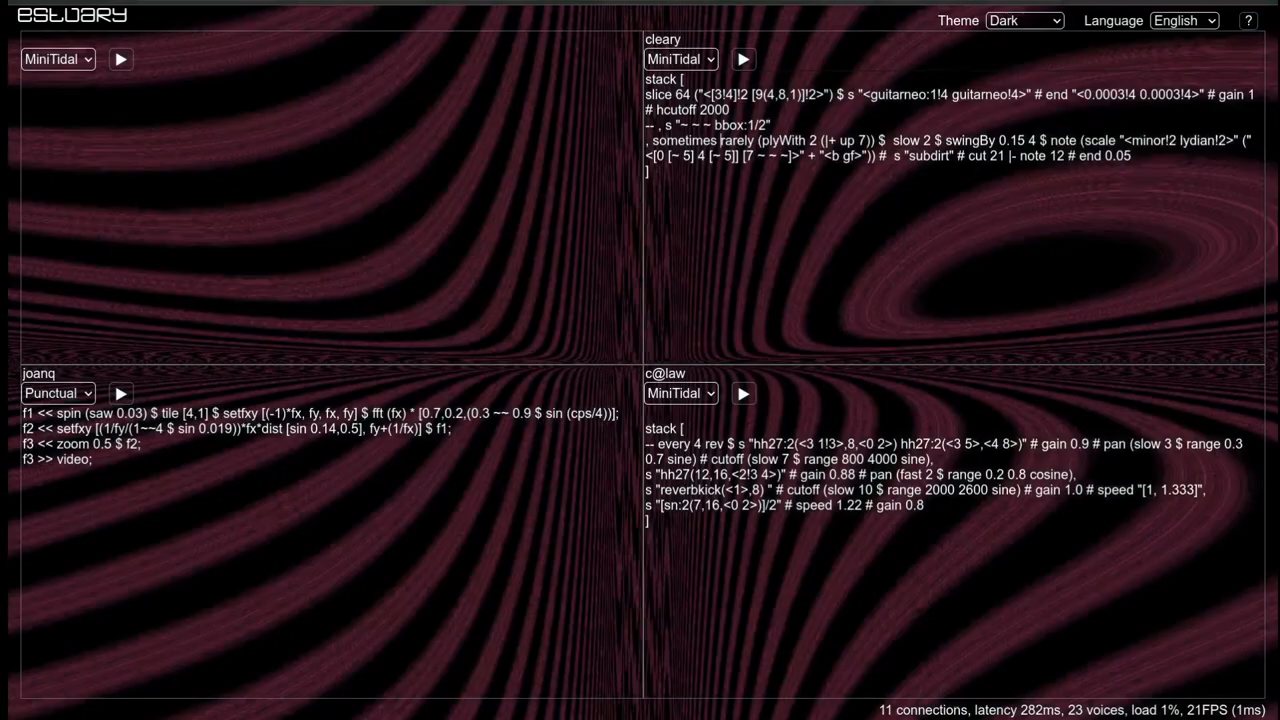 estuary
Theme Dark Language English ?
MiniTidal
cleary
MiniTidal
stack [
slice 64 ("<[3!4]!2 [9(4,8,1)]!2>") $ s "<guitarneo:1!4 guitarneo!4>" # end "<0.0003!4 0.0003!4>" # gain 1
# hcutoff 2000
-- , s "~ ~ ~ bbox:1/2"
, sometimes rarely (plyWith 2 (|+ up 7)) $  slow 2 $ swingBy 0.15 4 $ note (scale "<minor!2 lydian!2>" ("
<[0 [~ 5] 4 [~ 5]] [7 ~ ~ ~]>" + "<b gf>")) #  s "subdirt" # cut 21 |- note 12 # end 0.05
]
joanq
Punctual
f1 << spin (saw 0.03) $ tile [4,1] $ setfxy [(-1)*fx, fy, fx, fy] $ fft (fx) * [0.7,0.2,(0.3 ~~ 0.9 $ sin (cps/4))];
f2 << setfxy [(1/fy/(1~~4 $ sin 0.019))*fx*dist [sin 0.14,0.5], fy+(1/fx)] $ f1;
f3 << zoom 0.5 $ f2;
f3 >> video;
c@law
MiniTidal
stack [
-- every 4 rev $ s "hh27:2(<3 1!3>,8,<0 2>) hh27:2(<3 5>,<4 8>)" # gain 0.9 # pan (slow 3 $ range 0.3
0.7 sine) # cutoff (slow 7 $ range 800 4000 sine),
s "hh27(12,16,<2!3 4>)" # gain 0.88 # pan (fast 2 $ range 0.2 0.8 cosine),
s "reverbkick(<1>,8) " # cutoff (slow 10 $ range 2000 2600 sine) # gain 1.0 # speed "[1, 1.333]",
s "[sn:2(7,16,<0 2>)]/2" # speed 1.22 # gain 0.8
]
11 connections, latency 282ms, 23 voices, load 1%, 21FPS (1ms)